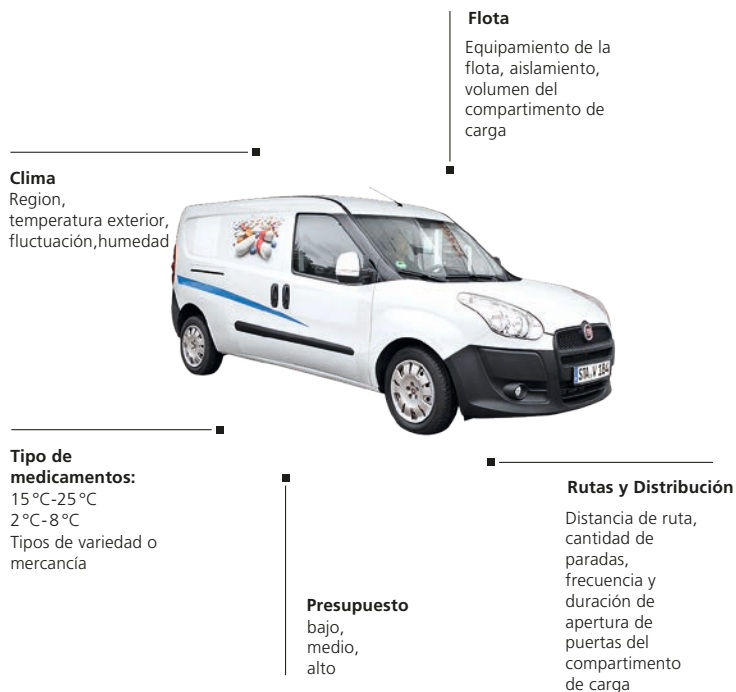 Flota
Equipamiento de la
flota, aislamiento,
volumen del
compartimento de
carga
Clima
Region,
temperatura exterior,
fluctuación,humedad
STA W 184
Tipo de
medicamentos:
15 °C-25 °C
2 °C-8 °C
Tipos de variedad o
mercancía
Presupuesto
bajo,
medio,
alto
Rutas y Distribución
Distancia de ruta,
cantidad de
paradas,
frecuencia y
duración de
apertura de
puertas del
compartimento
de carga